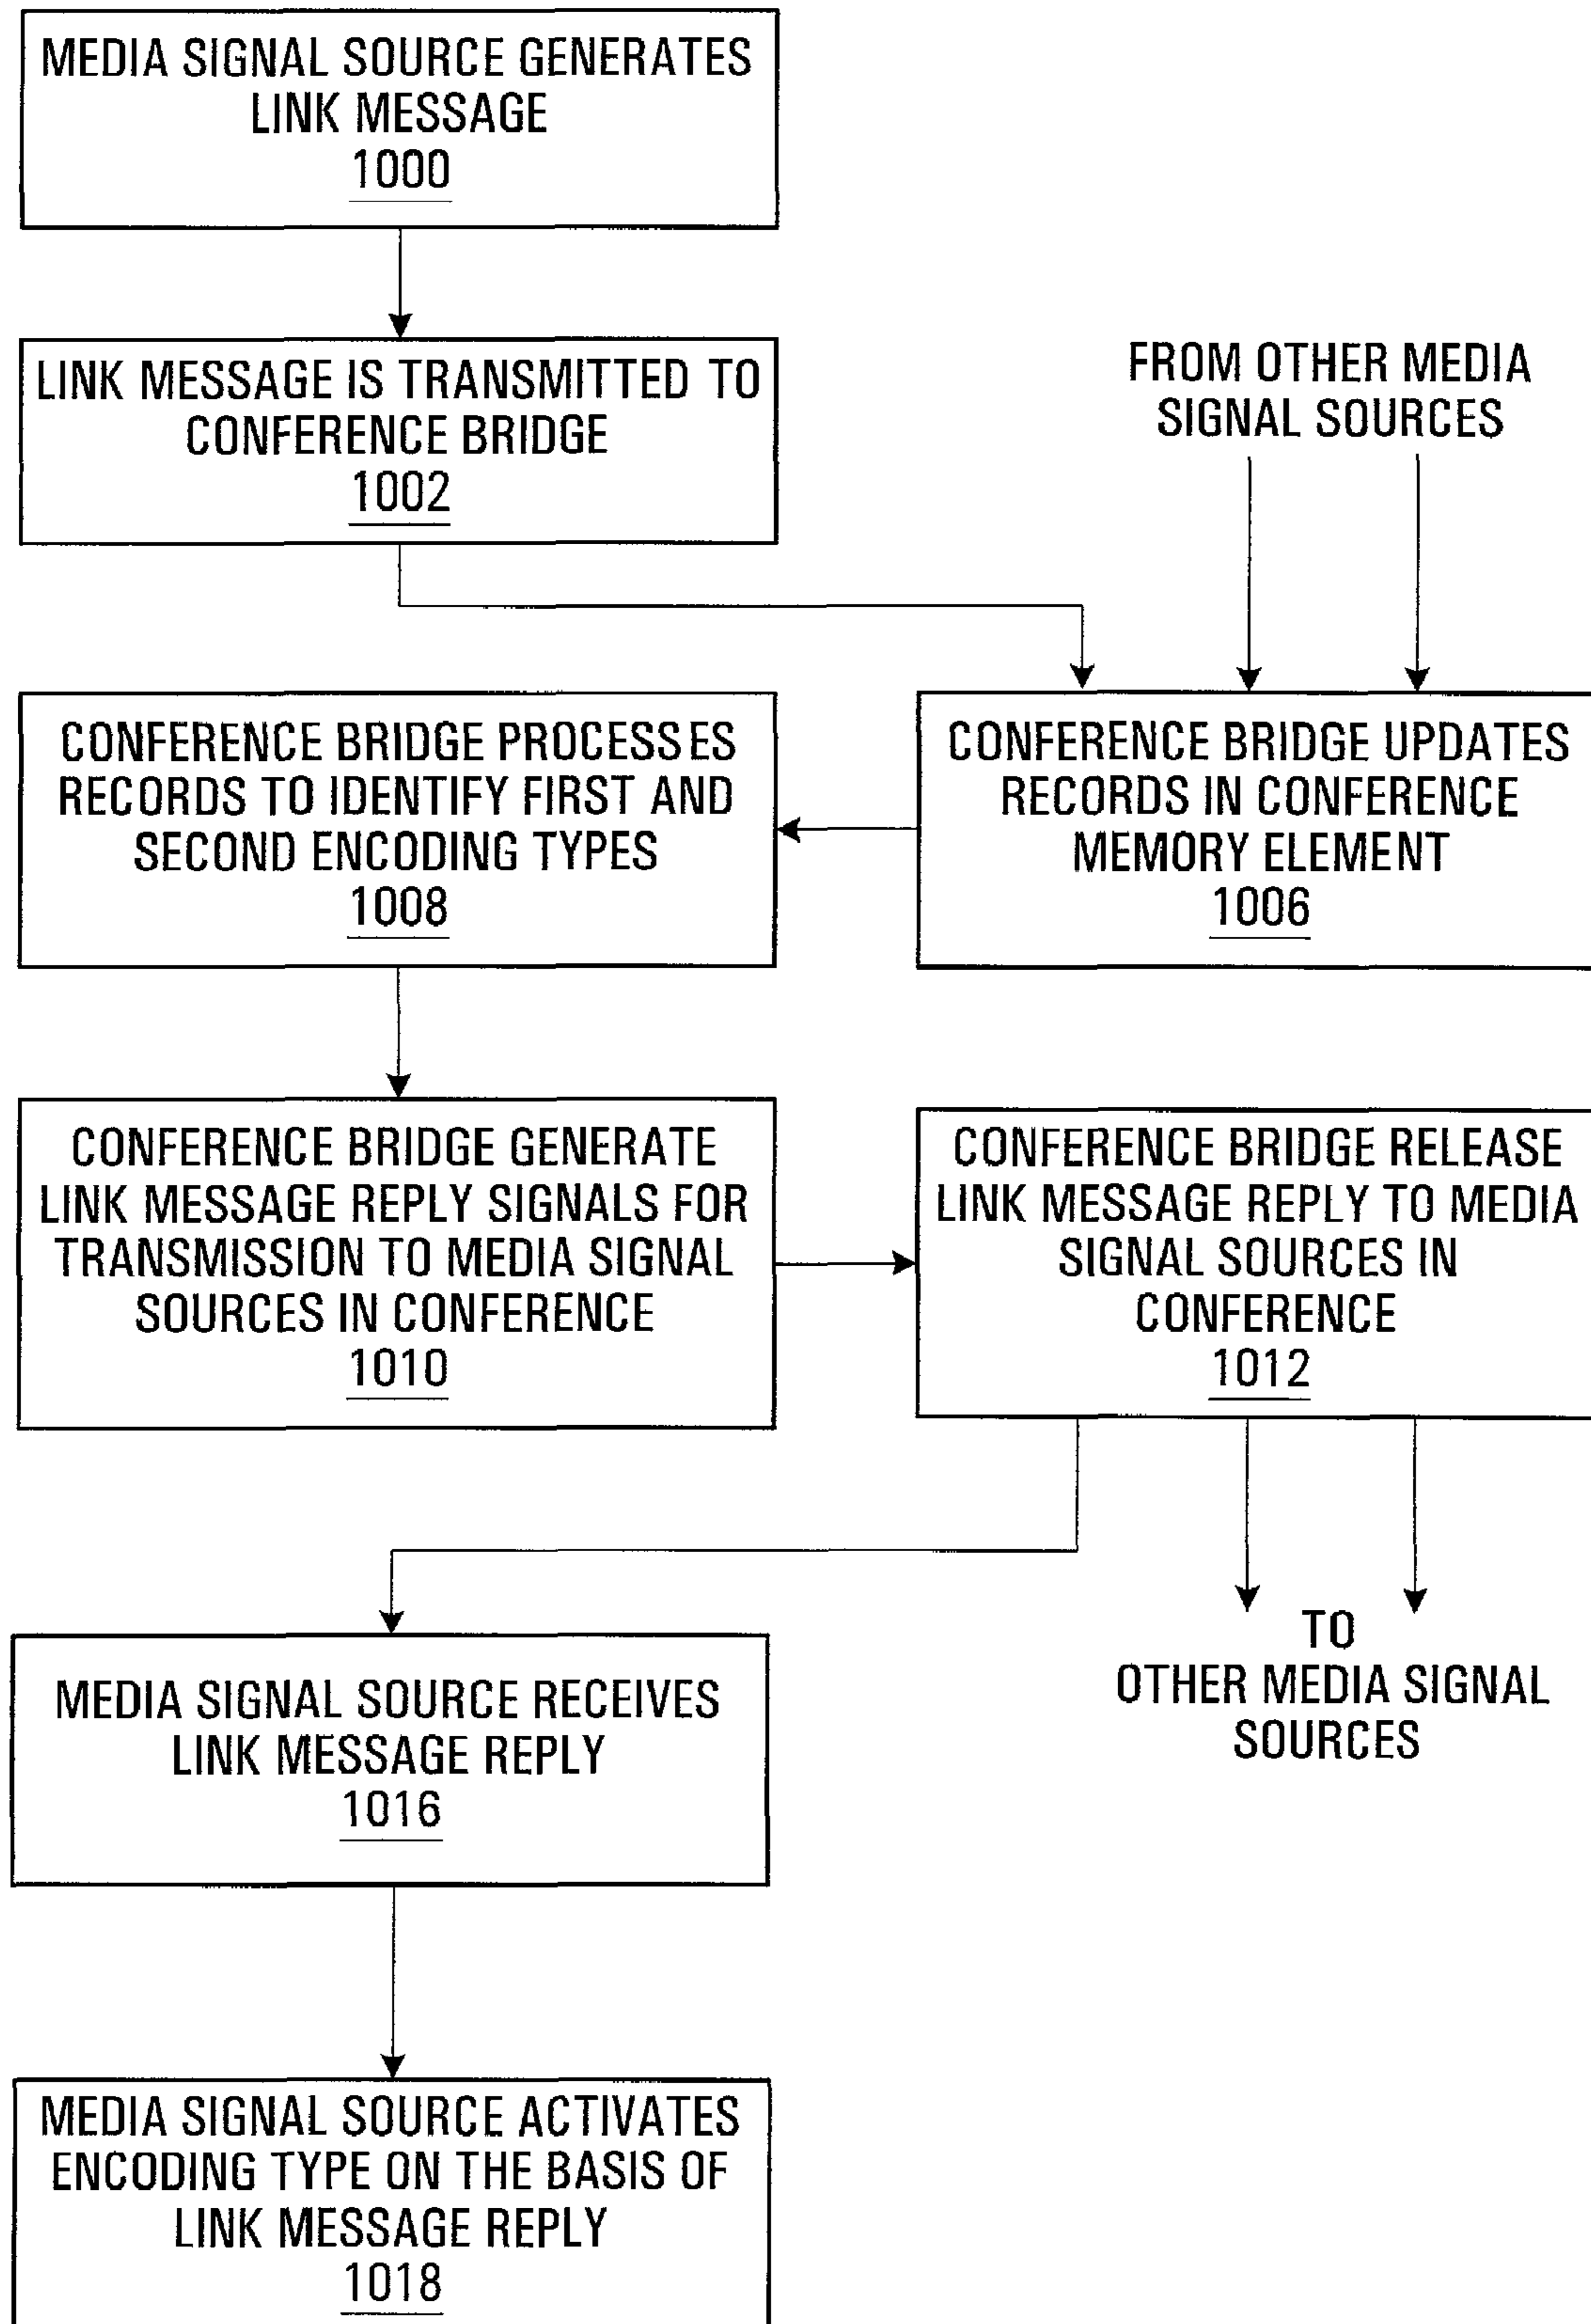 MEDIA SIGNAL SOURCE GENERATES
LINK MESSAGE
1000
LINK MESSAGE IS TRANSMITTED TO
CONFERENCE BRIDGE
1002
FROM OTHER MEDIA
SIGNAL SOURCES
CONFERENCE BRIDGE UPDATES
RECORDS IN CONFERENCE
MEMORY ELEMENT
1006
CONFERENCE BRIDGE PROCESSES
RECORDS TO IDENTIFY FIRST AND
SECOND ENCODING TYPES
1008
CONFERENCE BRIDGE GENERATE
LINK MESSAGE REPLY SIGNALS FOR
TRANSMISSION TO MEDIA SIGNAL
SOURCES IN CONFERENCE
1010
CONFERENCE BRIDGE RELEASE
LINK MESSAGE REPLY TO MEDIA
SIGNAL SOURCES IN
CONFERENCE
1012
TO
OTHER MEDIA SIGNAL
SOURCES
MEDIA SIGNAL SOURCE RECEIVES
LINK MESSAGE REPLY
1016
MEDIA SIGNAL SOURCE ACTIVATES
ENCODING TYPE ON THE BASIS OF
LINK MESSAGE REPLY
1018